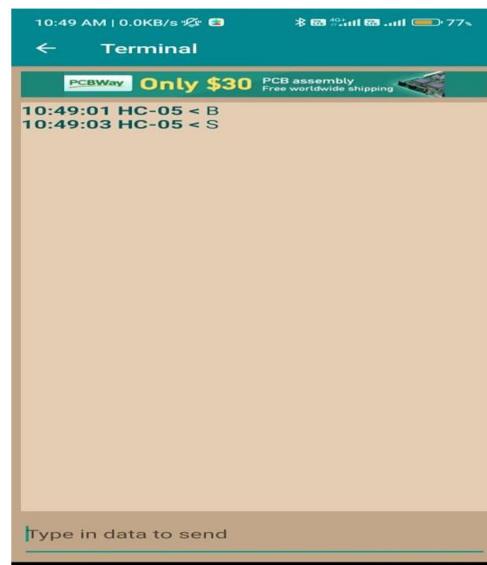 10:49 AM | 0.0KB/s
4G+
77%
← Terminal
PCBWay Only $30 PCB assembly
Free worldwide shipping
10:49:01 HC-05 < B
10:49:03 HC-05 < S
Type in data to send